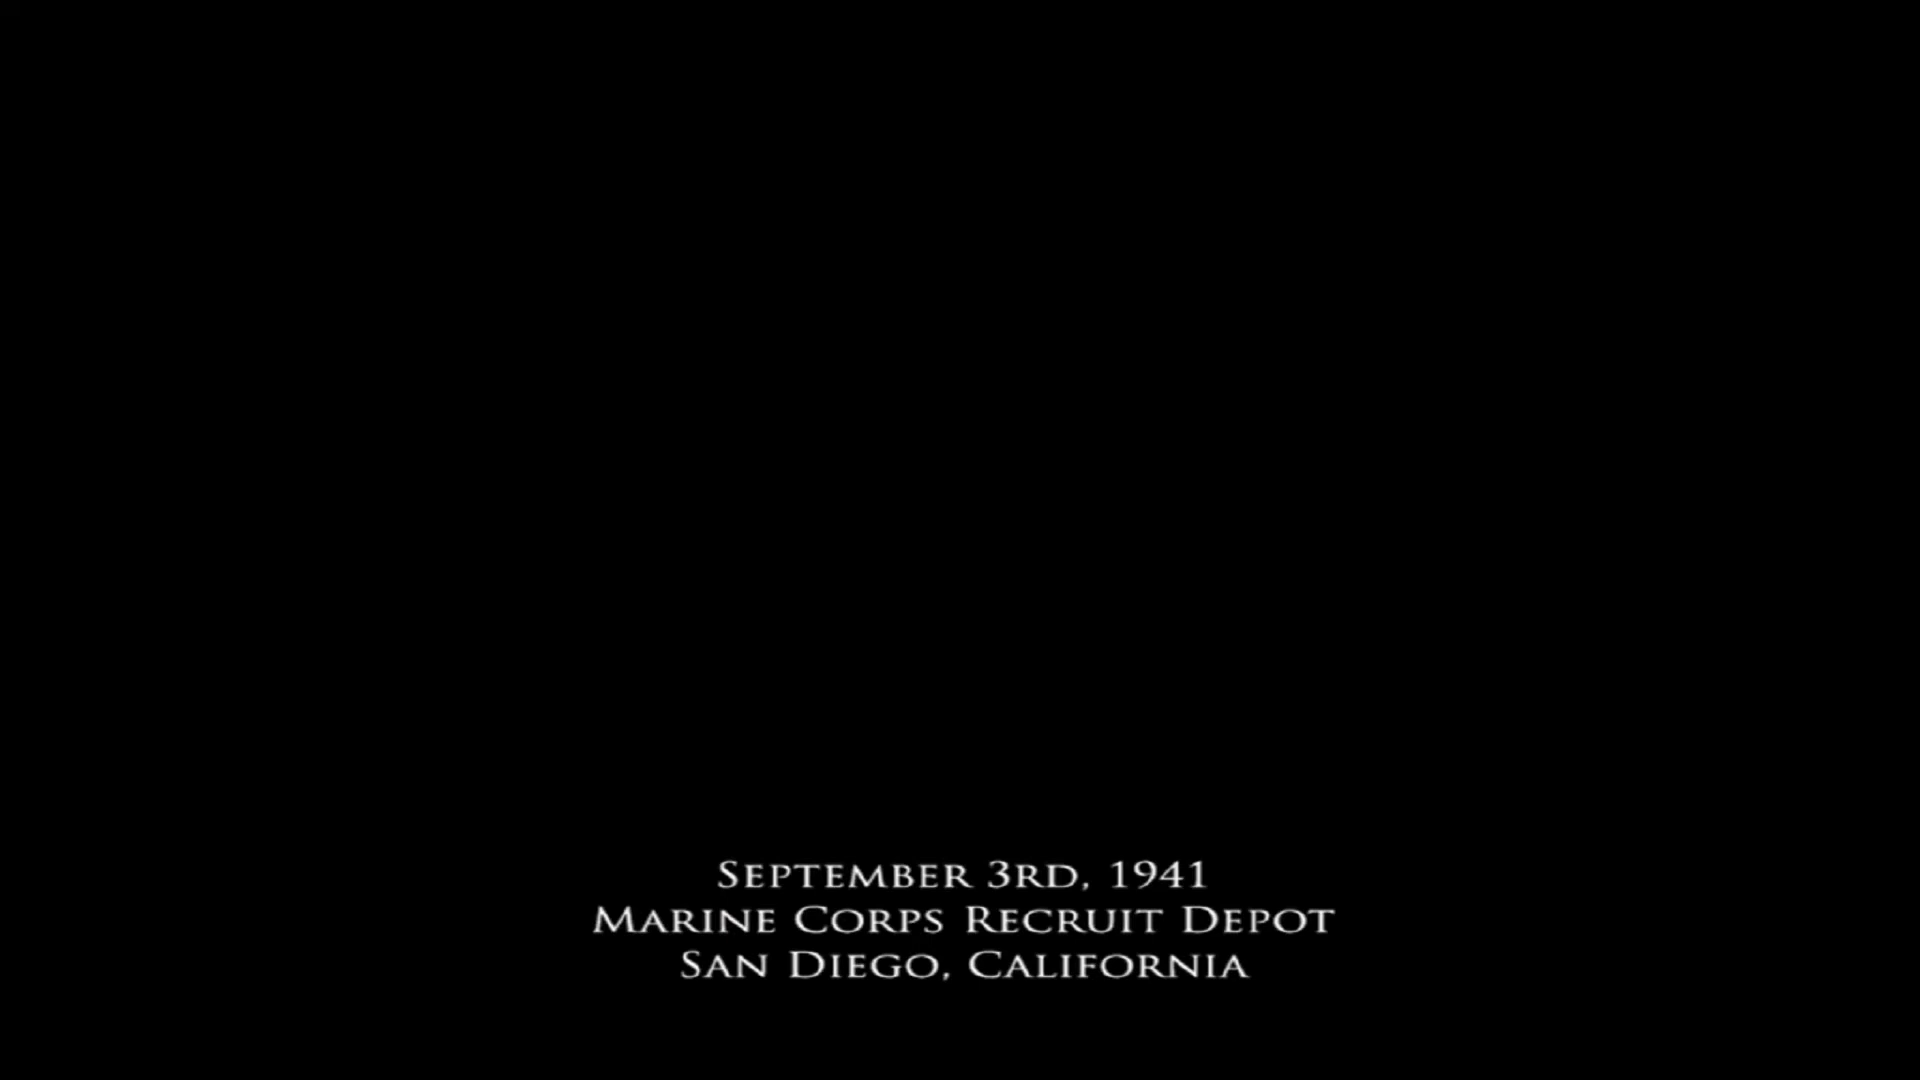 September 3rd, 1941
Marine Corps Recruit Depot
San Diego, California